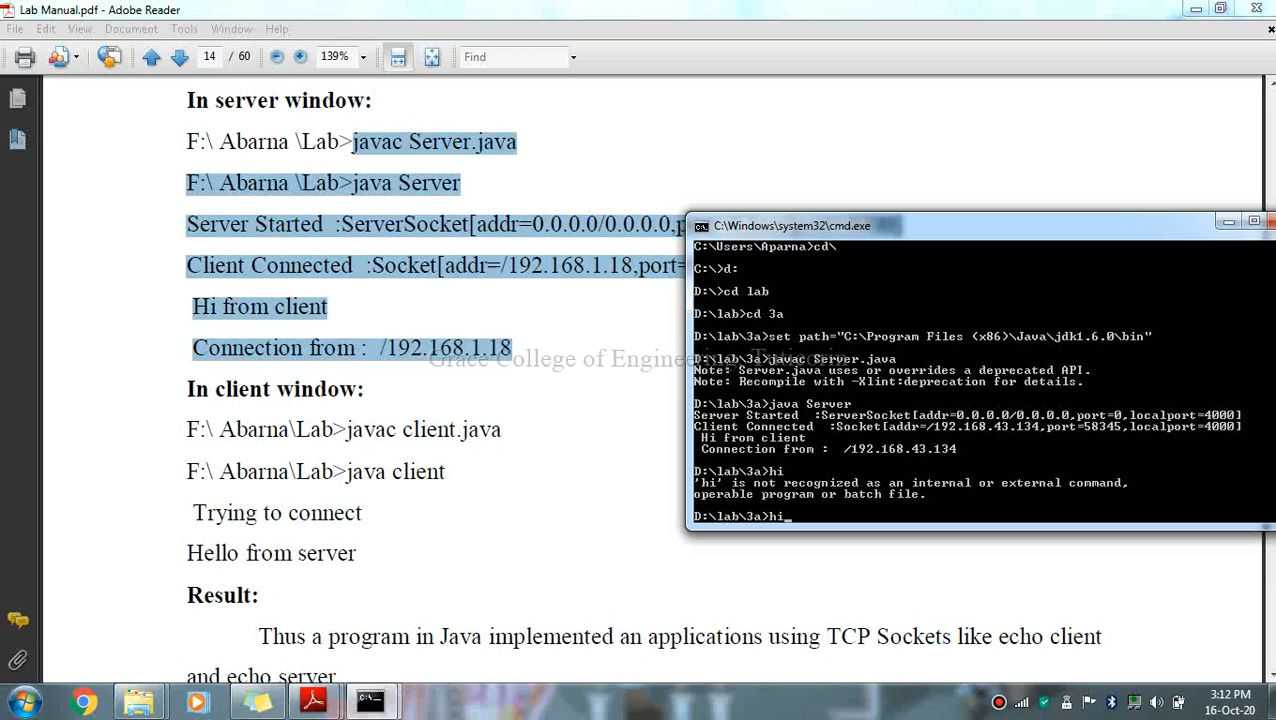 Lab Manual.pdf - Adobe Reader
File Edit View Document Tools Window Help
14 / 60 139% Find
In server window:
F:\ Abarna \Lab>javac Server.java
F:\ Abarna \Lab>java Server
Server Started :ServerSocket[addr=0.0.0.0/0.0.0.0,p
Client Connected :Socket[addr=/192.168.1.18,port=
Hi from client
Connection from : /192.168.1.18
In client window:
F:\ Abarna\Lab>javac client.java
F:\ Abarna\Lab>java client
Trying to connect
Hello from server
Result:
Thus a program in Java implemented an applications using TCP Sockets like echo client
and echo server
Grace College of Engineering, Tuticorin
C:\Windows\system32\cmd.exe
C:\Users\Aparna>cd\
C:\>d:
D:\>cd lab
D:\lab>cd 3a
D:\lab\3a>set path="C:\Program Files (x86)\Java\jdk1.6.0\bin"
D:\lab\3a>javac Server.java
Note: Server.java uses or overrides a deprecated API.
Note: Recompile with -Xlint:deprecation for details.
D:\lab\3a>java Server
Server Started :ServerSocket[addr=0.0.0.0/0.0.0.0,port=0,localport=4000]
Client Connected :Socket[addr=/192.168.43.134,port=58345,localport=4000]
Hi from client
Connection from : /192.168.43.134
D:\lab\3a>hi
'hi' is not recognized as an internal or external command,
operable program or batch file.
D:\lab\3a>hi_
3:12 PM
16-Oct-20